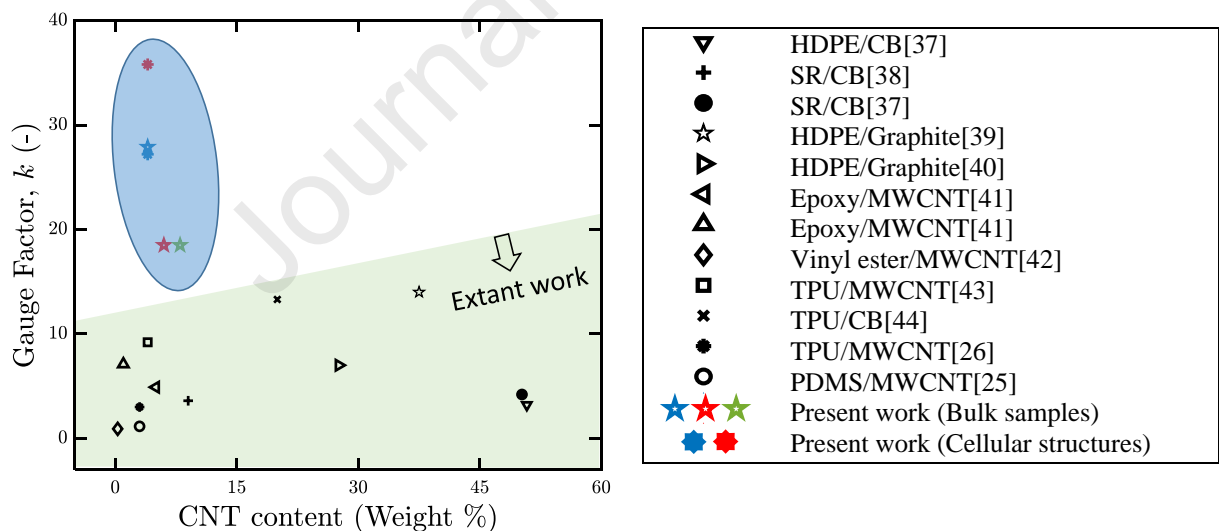 40
30
20
10
0
0
15
30
45
60
Gauge Factor, k (-)
CNT content (Weight %)
Journal
Extant work
HDPE/CB[37]
SR/CB[38]
SR/CB[37]
HDPE/Graphite[39]
HDPE/Graphite[40]
Epoxy/MWCNT[41]
Epoxy/MWCNT[41]
Vinyl ester/MWCNT[42]
TPU/MWCNT[43]
TPU/CB[44]
TPU/MWCNT[26]
PDMS/MWCNT[25]
Present work (Bulk samples)
Present work (Cellular structures)